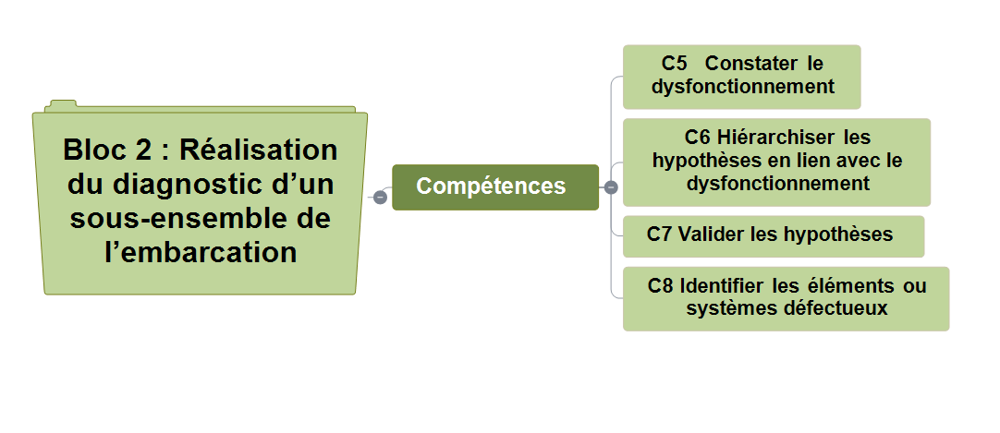 Bloc 2 : Réalisation
du diagnostic d’un
sous-ensemble de
l’embarcation
Compétences
C5 Constater le
dysfonctionnement
C6 Hiérarchiser les
hypothèses en lien avec le
dysfonctionnement
C7 Valider les hypothèses
C8 Identifier les éléments ou
systèmes défectueux